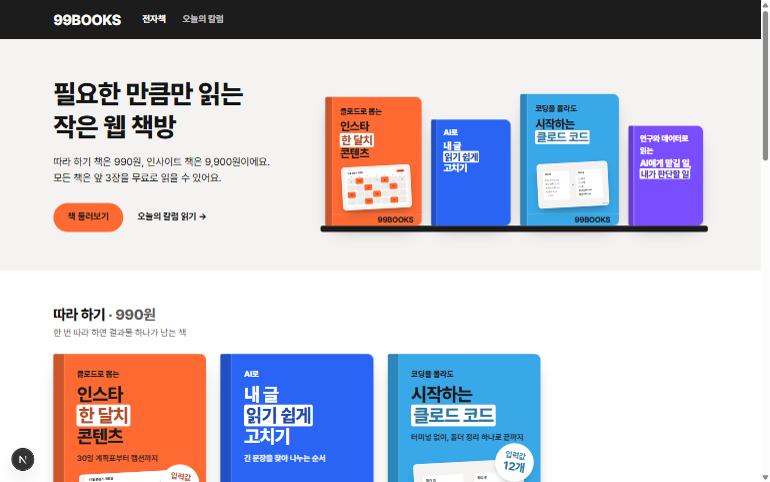 99BOOKS 전자책 오늘의 칼럼
필요한 만큼만 읽는
작은 웹 책방
따라 하기 책은 990원, 인사이트 책은 9,900원이에요.
모든 책은 앞 3장을 무료로 읽을 수 있어요.
책 둘러보기 오늘의 칼럼 읽기 →
클로드로 뽑는
인스타
한 달치
콘텐츠
99BOOKS
AI로
내 글
읽기 쉽게
고치기
코딩을 몰라도
시작하는
클로드 코드
99BOOKS
연구와 데이터로
읽는
AI에게 맡길 일,
내가 판단할 일
따라 하기 · 990원
한 번 따라 하면 결과물 하나가 남는 책
클로드로 뽑는
인스타
한 달치
콘텐츠
30일 계획표부터 캡션까지
입력값
AI로
내 글
읽기 쉽게
고치기
긴 문장을 찾아 나누는 순서
코딩을 몰라도
시작하는
클로드 코드
터미널 없이, 폴더 정리 하나로 끝까지
입력값
12개
N